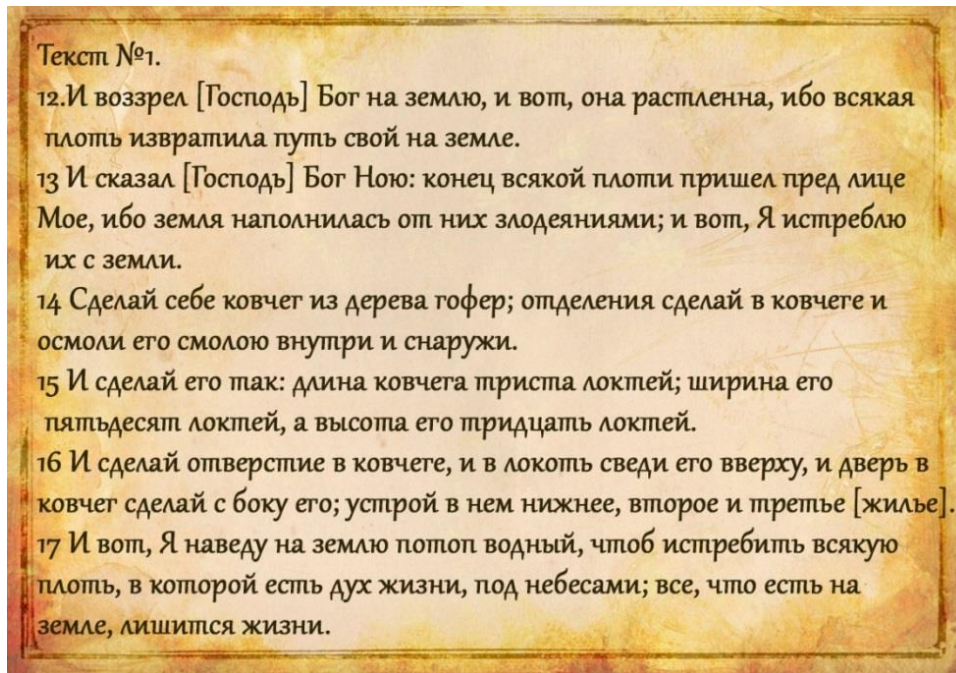 Текст №1.
12.И воззрел [Господь] Бог на землю, и вот, она растленна, ибо всякая
плоть извратила путь свой на земле.
13 И сказал [Господь] Бог Ною: конец всякой плоти пришел пред лице
Мое, ибо земля наполнилась от них злодеяниями; и вот, Я истреблю
их с земли.
14 Сделай себе ковчег из дерева гофер; отделения сделай в ковчеге и
осмоли его смолою внутри и снаружи.
15 И сделай его так: длина ковчега триста локтей; ширина его
пятьдесят локтей, а высота его тридцать локтей.
16 И сделай отверстие в ковчеге, и в локоть сведи его вверху, и дверь в
ковчег сделай с боку его; устрой в нем нижнее, второе и третье [жилье].
17 И вот, Я наведу на землю потоп водный, чтоб истребить всякую
плоть, в которой есть дух жизни, под небесами; все, что есть на
земле, лишится жизни.